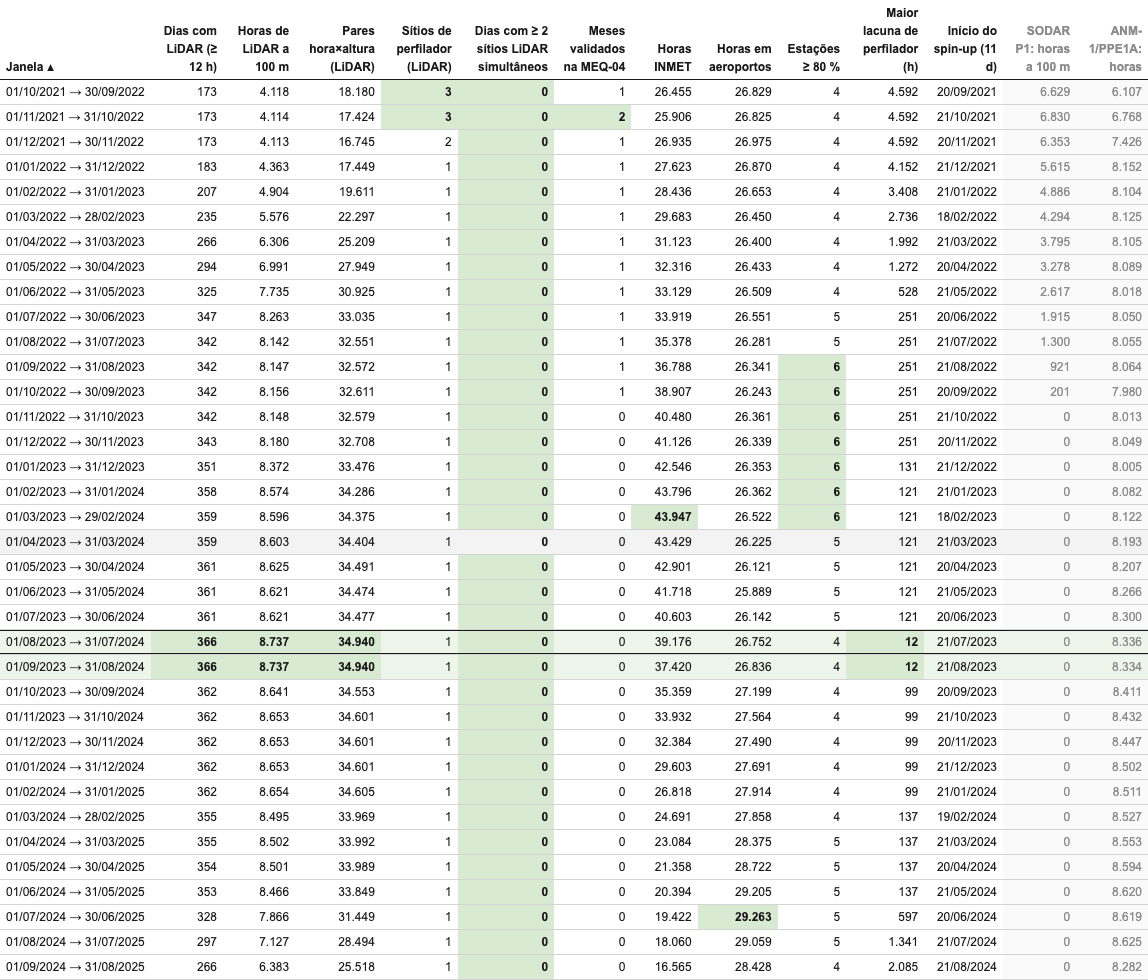 Janela ▲ Dias com LiDAR (≥ 12 h) Horas de LiDAR a 100 m Pares hora×altura (LiDAR) Sítios de perfilador (LiDAR) Dias com ≥ 2 sítios LiDAR simultâneos Meses validados na MEQ-04 Horas INMET Horas em aeroportos Estações ≥ 80 % Maior lacuna de perfilador (h) Início do spin-up (11 d) SODAR P1: horas a 100 m ANM-1/PPE1A: horas
01/10/2021 → 30/09/2022 173 4.118 18.180 3 0 1 26.455 26.829 4 4.592 20/09/2021 6.629 6.107
01/11/2021 → 31/10/2022 173 4.114 17.424 3 0 2 25.906 26.825 4 4.592 21/10/2021 6.830 6.768
01/12/2021 → 30/11/2022 173 4.113 16.745 2 0 1 26.935 26.975 4 4.592 20/11/2021 6.353 7.426
01/01/2022 → 31/12/2022 183 4.363 17.449 1 0 1 27.623 26.870 4 4.152 21/12/2021 5.615 8.152
01/02/2022 → 31/01/2023 207 4.904 19.611 1 0 1 28.436 26.653 4 3.408 21/01/2022 4.886 8.104
01/03/2022 → 28/02/2023 235 5.576 22.297 1 0 1 29.683 26.450 4 2.736 18/02/2022 4.294 8.125
01/04/2022 → 31/03/2023 266 6.306 25.209 1 0 1 31.123 26.400 4 1.992 21/03/2022 3.795 8.105
01/05/2022 → 30/04/2023 294 6.991 27.949 1 0 1 32.316 26.433 4 1.272 20/04/2022 3.278 8.089
01/06/2022 → 31/05/2023 325 7.735 30.925 1 0 1 33.129 26.509 4 528 21/05/2022 2.617 8.018
01/07/2022 → 30/06/2023 347 8.263 33.035 1 0 1 33.919 26.551 5 251 20/06/2022 1.915 8.050
01/08/2022 → 31/07/2023 342 8.142 32.551 1 0 1 35.378 26.281 5 251 21/07/2022 1.300 8.055
01/09/2022 → 31/08/2023 342 8.147 32.572 1 0 1 36.788 26.341 6 251 21/08/2022 921 8.064
01/10/2022 → 30/09/2023 342 8.156 32.611 1 0 1 38.907 26.243 6 251 20/09/2022 201 7.980
01/11/2022 → 31/10/2023 342 8.148 32.579 1 0 0 40.480 26.361 6 251 21/10/2022 0 8.013
01/12/2022 → 30/11/2023 343 8.180 32.708 1 0 0 41.126 26.339 6 251 20/11/2022 0 8.049
01/01/2023 → 31/12/2023 351 8.372 33.476 1 0 0 42.546 26.353 6 131 21/12/2022 0 8.005
01/02/2023 → 31/01/2024 358 8.574 34.286 1 0 0 43.796 26.362 6 121 21/01/2023 0 8.082
01/03/2023 → 29/02/2024 359 8.596 34.375 1 0 0 43.947 26.522 6 121 18/02/2023 0 8.122
01/04/2023 → 31/03/2024 359 8.603 34.404 1 0 0 43.429 26.225 5 121 21/03/2023 0 8.193
01/05/2023 → 30/04/2024 361 8.625 34.491 1 0 0 42.901 26.121 5 121 20/04/2023 0 8.207
01/06/2023 → 31/05/2024 361 8.621 34.474 1 0 0 41.718 25.889 5 121 21/05/2023 0 8.266
01/07/2023 → 30/06/2024 361 8.621 34.477 1 0 0 40.603 26.142 5 121 20/06/2023 0 8.300
01/08/2023 → 31/07/2024 366 8.737 34.940 1 0 0 39.176 26.752 4 12 21/07/2023 0 8.336
01/09/2023 → 31/08/2024 366 8.737 34.940 1 0 0 37.420 26.836 4 12 21/08/2023 0 8.334
01/10/2023 → 30/09/2024 362 8.641 34.553 1 0 0 35.359 27.199 4 99 20/09/2023 0 8.411
01/11/2023 → 31/10/2024 362 8.653 34.601 1 0 0 33.932 27.564 4 99 21/10/2023 0 8.432
01/12/2023 → 30/11/2024 362 8.653 34.601 1 0 0 32.384 27.490 4 99 20/11/2023 0 8.447
01/01/2024 → 31/12/2024 362 8.653 34.601 1 0 0 29.603 27.691 4 99 21/12/2023 0 8.502
01/02/2024 → 31/01/2025 362 8.654 34.605 1 0 0 26.818 27.914 4 99 21/01/2024 0 8.511
01/03/2024 → 28/02/2025 355 8.495 33.969 1 0 0 24.691 27.858 4 137 19/02/2024 0 8.527
01/04/2024 → 31/03/2025 355 8.502 33.992 1 0 0 23.084 28.375 5 137 21/03/2024 0 8.553
01/05/2024 → 30/04/2025 354 8.501 33.989 1 0 0 21.358 28.722 5 137 20/04/2024 0 8.594
01/06/2024 → 31/05/2025 353 8.466 33.849 1 0 0 20.394 29.205 5 137 21/05/2024 0 8.620
01/07/2024 → 30/06/2025 328 7.866 31.449 1 0 0 19.422 29.263 5 597 20/06/2024 0 8.619
01/08/2024 → 31/07/2025 297 7.127 28.494 1 0 0 18.060 29.059 5 1.341 21/07/2024 0 8.625
01/09/2024 → 31/08/2025 266 6.383 25.518 1 0 0 16.565 28.428 4 2.085 21/08/2024 0 8.282